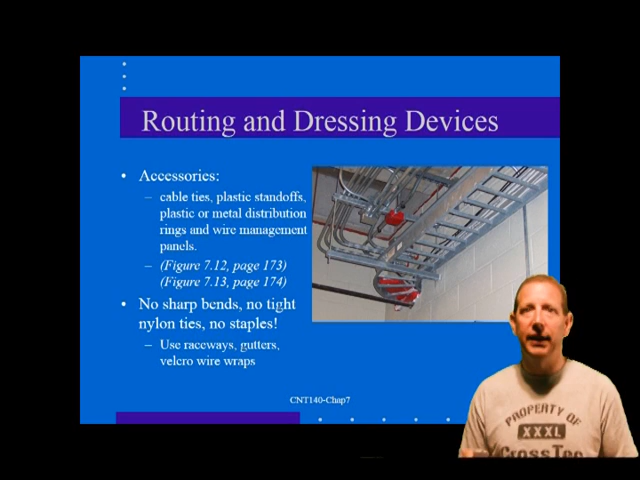 Routing and Dressing Devices
• Accessories:
– cable ties, plastic standoffs,
plastic or metal distribution
rings and wire management
panels.
– (Figure 7.12, page 173)
(Figure 7.13, page 174)
• No sharp bends, no tight
nylon ties, no staples!
– Use raceways, gutters,
velcro wire wraps
CNT140-Chap7
PROPERTY OF
XXXL
CrossTec